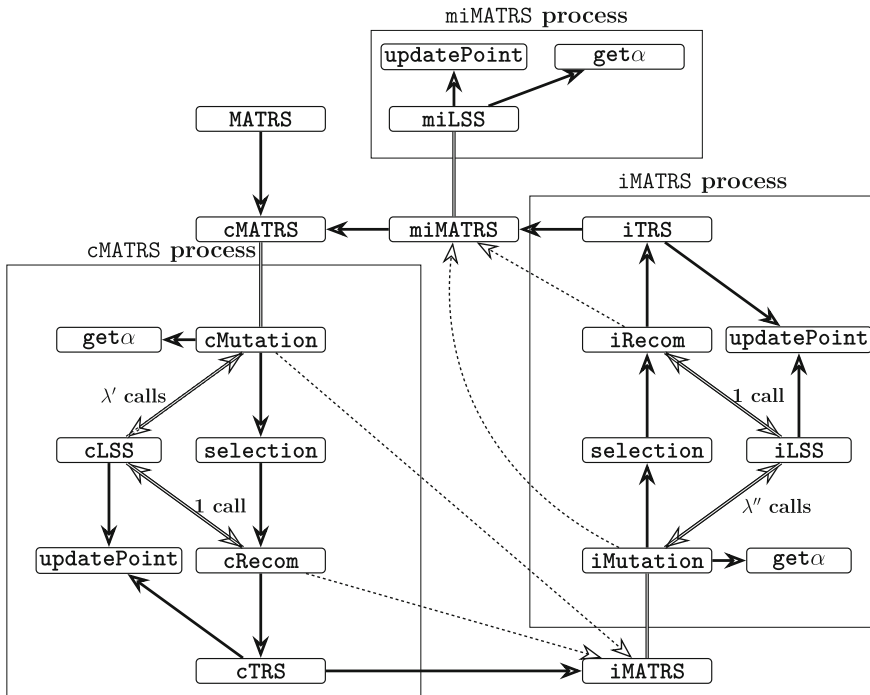 miMATRS process
updatePoint
getα
MATRS
miLSS
iMATRS process
cMATRS
miMATRS
iTRS
cMATRS process
getα
cMutation
iRecom
updatePoint
λ′ calls
1 call
cLSS
selection
selection
iLSS
1 call
λ″ calls
updatePoint
cRecom
iMutation
getα
cTRS
iMATRS